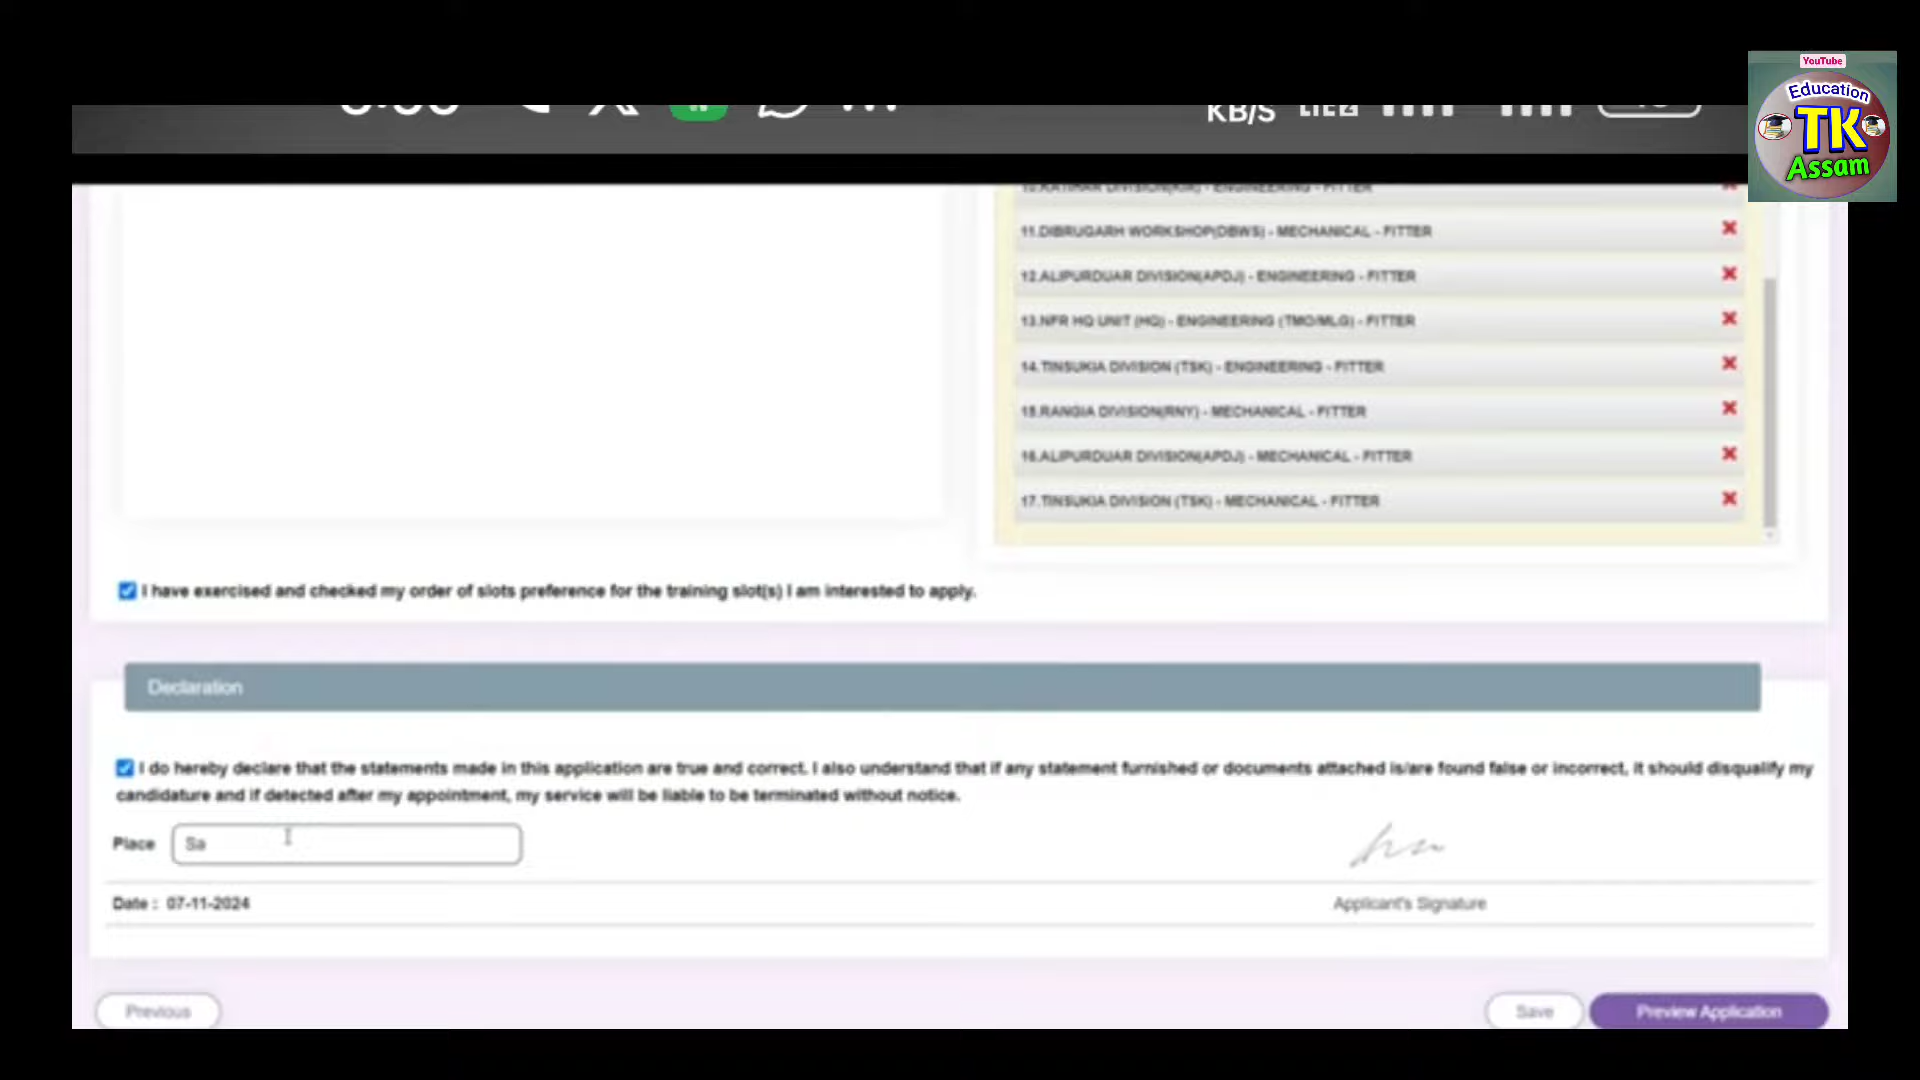 YouTube
Education
TK
Assam
KB/S
10.KATIHAR DIVISION(KIR) - ENGINEERING - FITTER
11.DIBRUGARH WORKSHOP(DBWS) - MECHANICAL - FITTER
12.ALIPURDUAR DIVISION(APDJ) - ENGINEERING - FITTER
13.NFR HQ UNIT (HQ) - ENGINEERING (TMO/MLG) - FITTER
14.TINSUKIA DIVISION (TSK) - ENGINEERING - FITTER
15.RANGIA DIVISION(RNY) - MECHANICAL - FITTER
16.ALIPURDUAR DIVISION(APDJ) - MECHANICAL - FITTER
17.TINSUKIA DIVISION (TSK) - MECHANICAL - FITTER
I have exercised and checked my order of slots preference for the training slot(s) I am interested to apply.
Declaration
I do hereby declare that the statements made in this application are true and correct. I also understand that if any statement furnished or documents attached is/are found false or incorrect, it should disqualify my
candidature and if detected after my appointment, my service will be liable to be terminated without notice.
Place Sa
Date : 07-11-2024
Applicant's Signature
Previous
Save
Preview Application